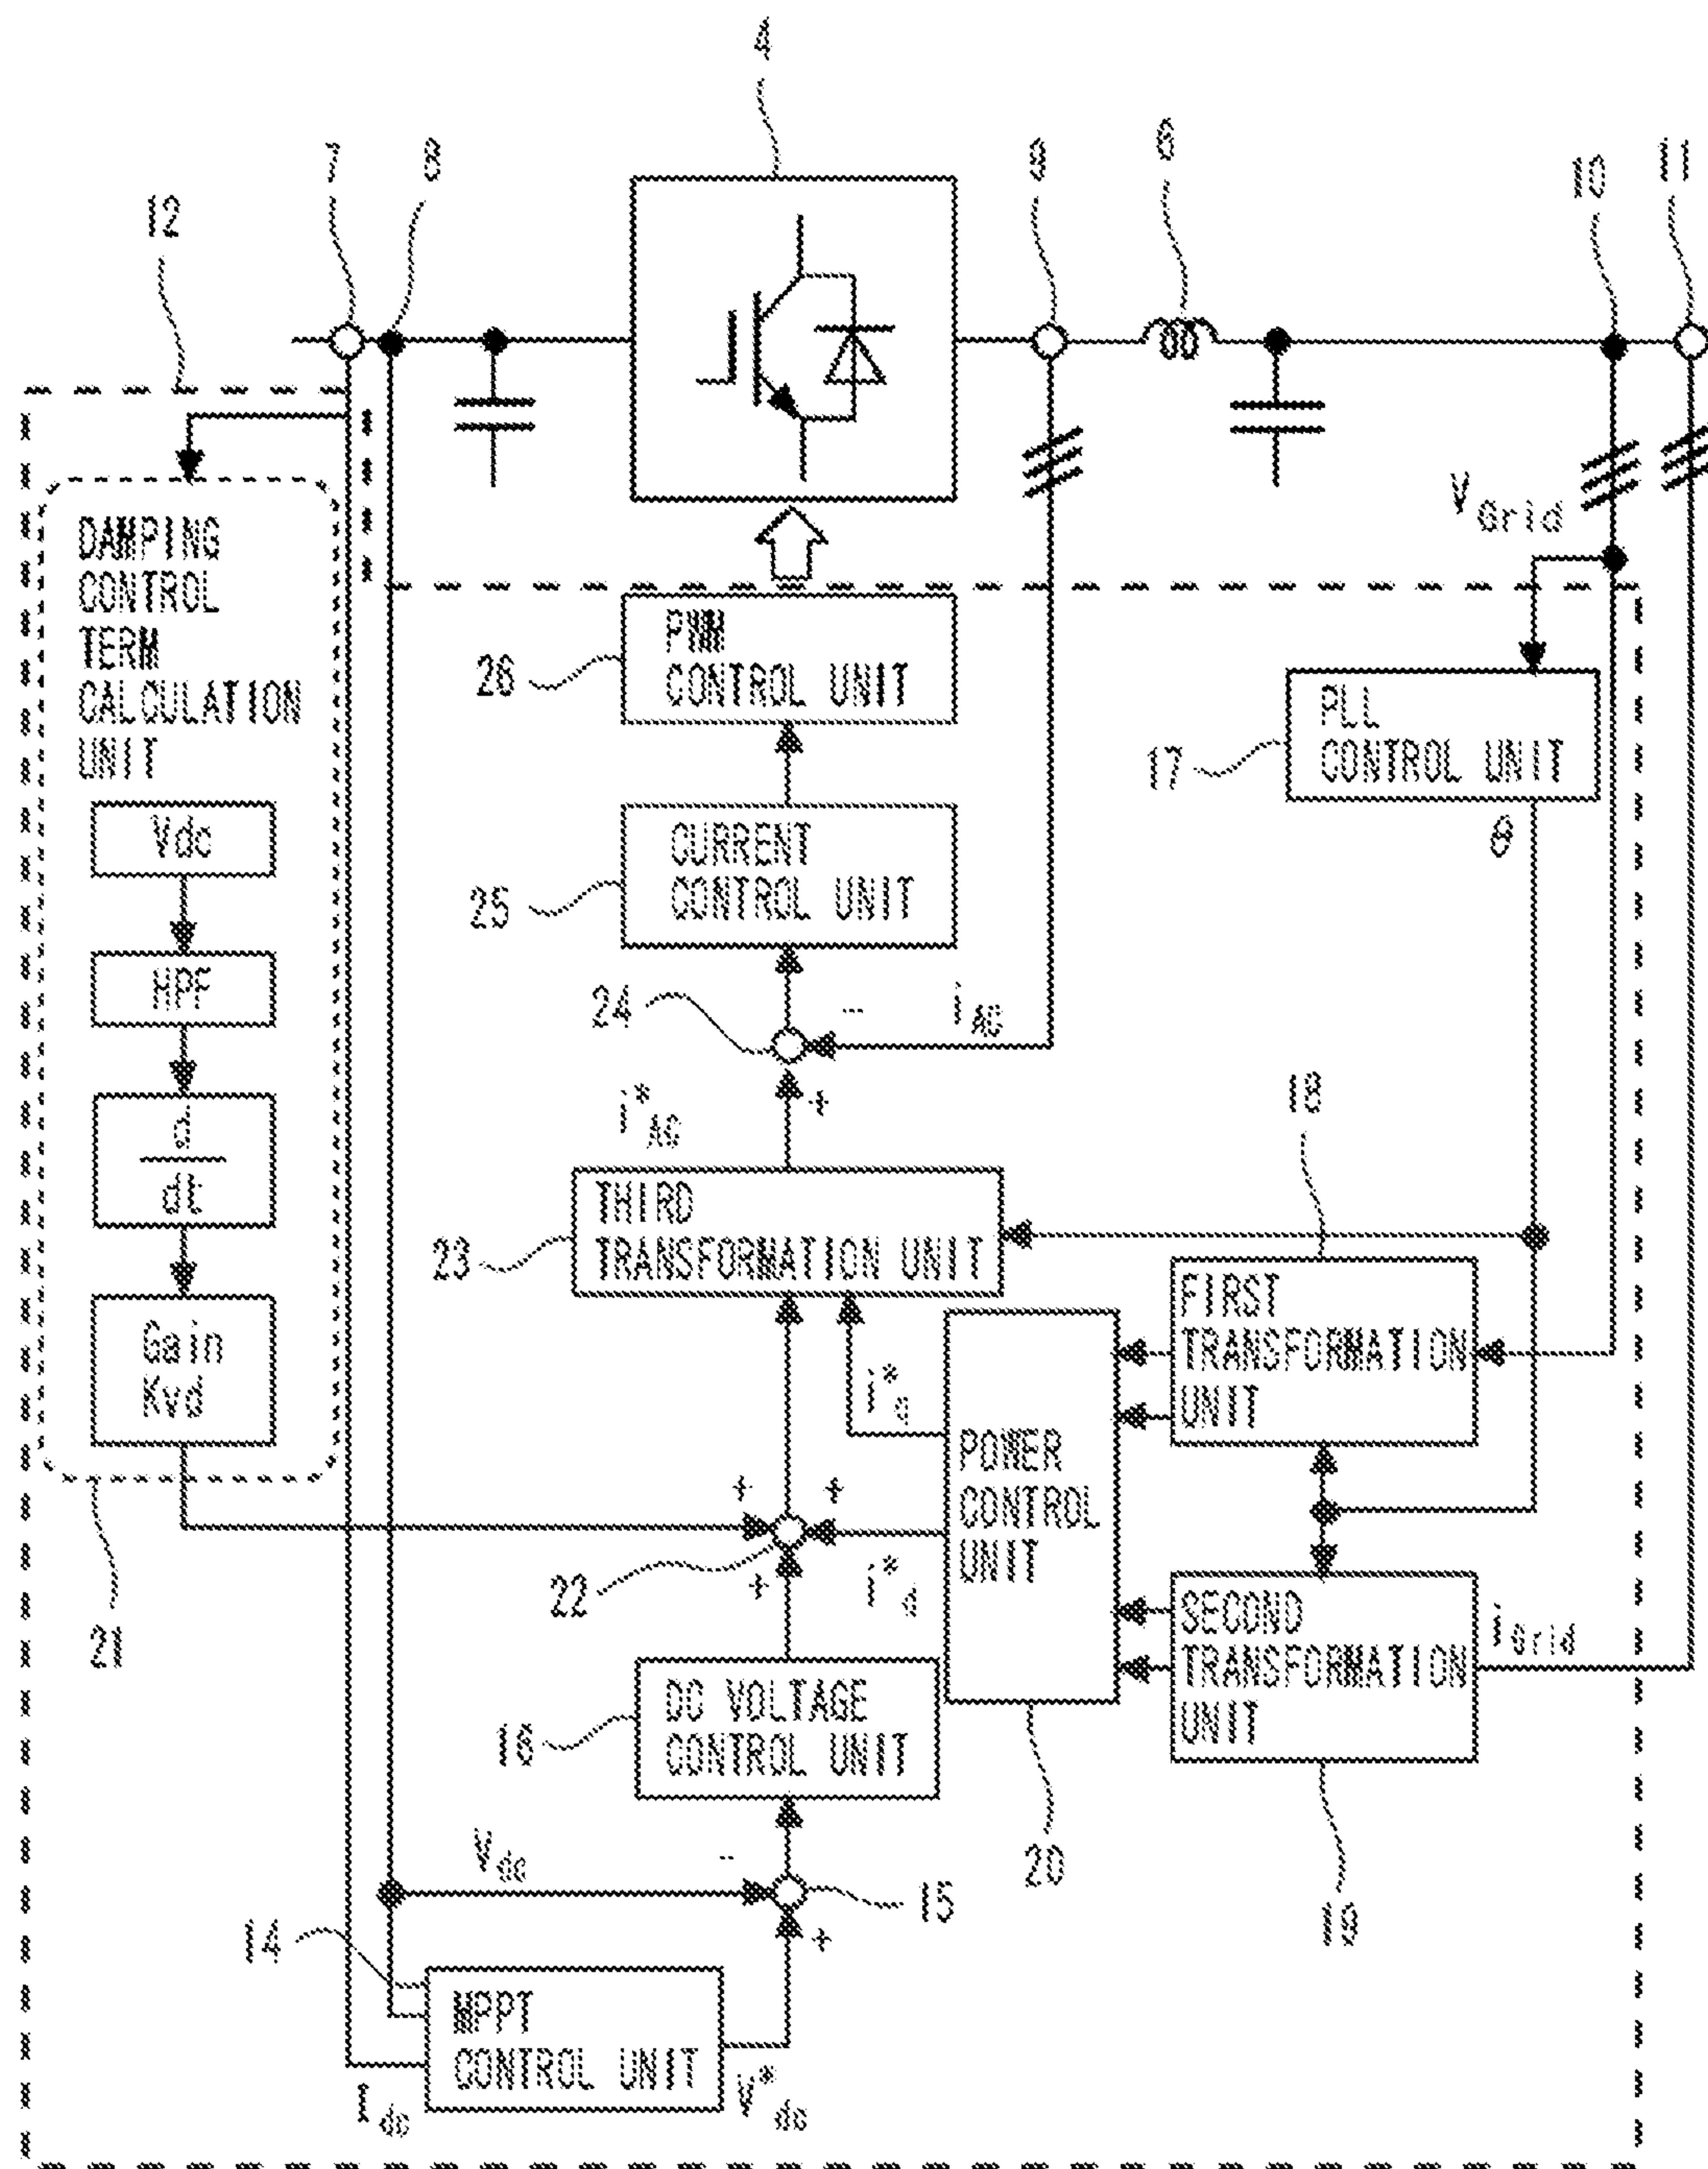 4
7
8
9
6
10
11
12
V Grid
DAMPING
CONTROL
TERM
CALCULATION
UNIT
Vdc
HPF
d
dt
Gain
Kvd
21
26
PWM
CONTROL UNIT
17
PLL
CONTROL UNIT
θ
25
CURRENT
CONTROL UNIT
24
-
i AC
i* AC
+
18
23
THIRD
TRANSFORMATION UNIT
FIRST
TRANSFORMATION
UNIT
i* q
POWER
CONTROL
UNIT
+
+
22
+
i* d
SECOND
TRANSFORMATION
UNIT
i Grid
16
DC VOLTAGE
CONTROL UNIT
20
19
V dc
-
15
+
14
MPPT
CONTROL UNIT
I dc
V* dc